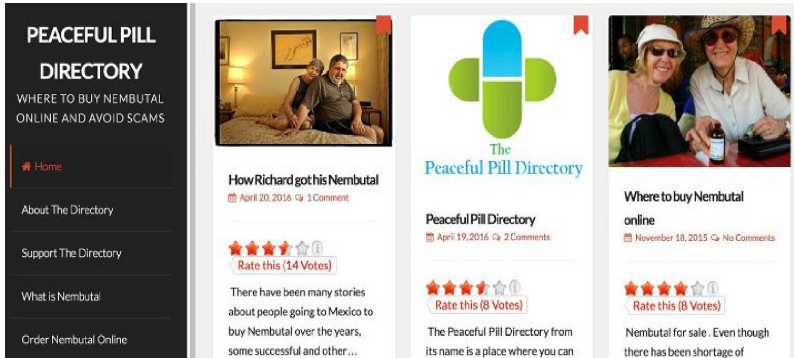 PEACEFUL PILL
DIRECTORY
WHERE TO BUY NEMBUTAL
ONLINE AND AVOID SCAMS
Home
About The Directory
Support The Directory
What is Nembutal
Order Nembutal Online
How Richard got his Nembutal
April 20, 2016 1 Comment
Rate this (14 Votes)
There have been many stories
about people going to Mexico to
buy Nembutal over the years,
some successful and other…
The
Peaceful Pill Directory
Peaceful Pill Directory
April 19, 2016 2 Comments
Rate this (8 Votes)
The Peaceful Pill Directory from
its name is a place where you can
Where to buy Nembutal
online
November 18, 2015 No Comments
Rate this (8 Votes)
Nembutal for sale . Even though
there has been shortage of